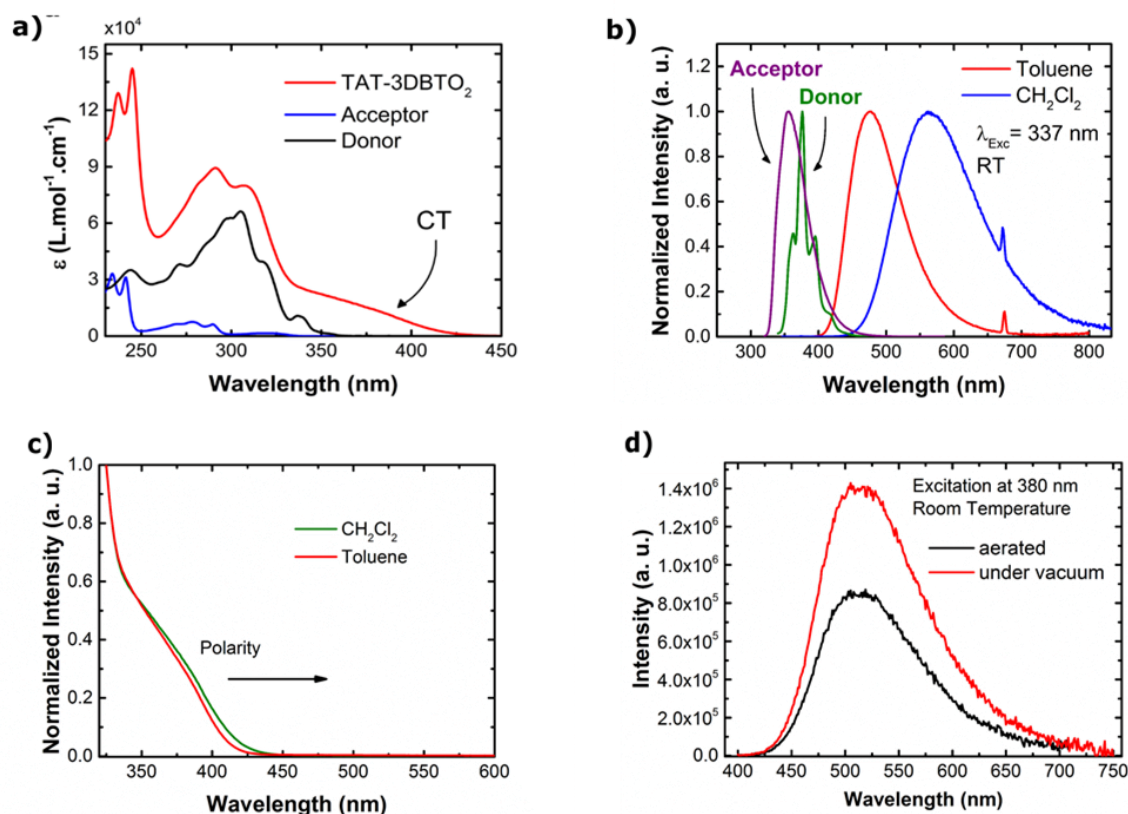 a)
×10⁴
15
12
9
6
3
0
ε (L.mol⁻¹.cm⁻¹)
TAT-3DBTO₂
Acceptor
Donor
CT
250 300 350 400 450
Wavelength (nm)
b)
1.2
1.0
0.8
0.6
0.4
0.2
0.0
Normalized Intensity (a. u.)
Acceptor
Donor
Toluene
CH₂Cl₂
λExc= 337 nm
RT
300 400 500 600 700 800
Wavelength (nm)
c)
1.0
0.8
0.6
0.4
0.2
0.0
Normalized Intensity (a. u.)
CH₂Cl₂
Toluene
Polarity
350 400 450 500 550 600
Wavelength (nm)
d)
1.4x10⁶
1.2x10⁶
1.0x10⁶
8.0x10⁵
6.0x10⁵
4.0x10⁵
2.0x10⁵
0.0
Intensity (a. u.)
Excitation at 380 nm
Room Temperature
aerated
under vacuum
400 450 500 550 600 650 700 750
Wavelength (nm)